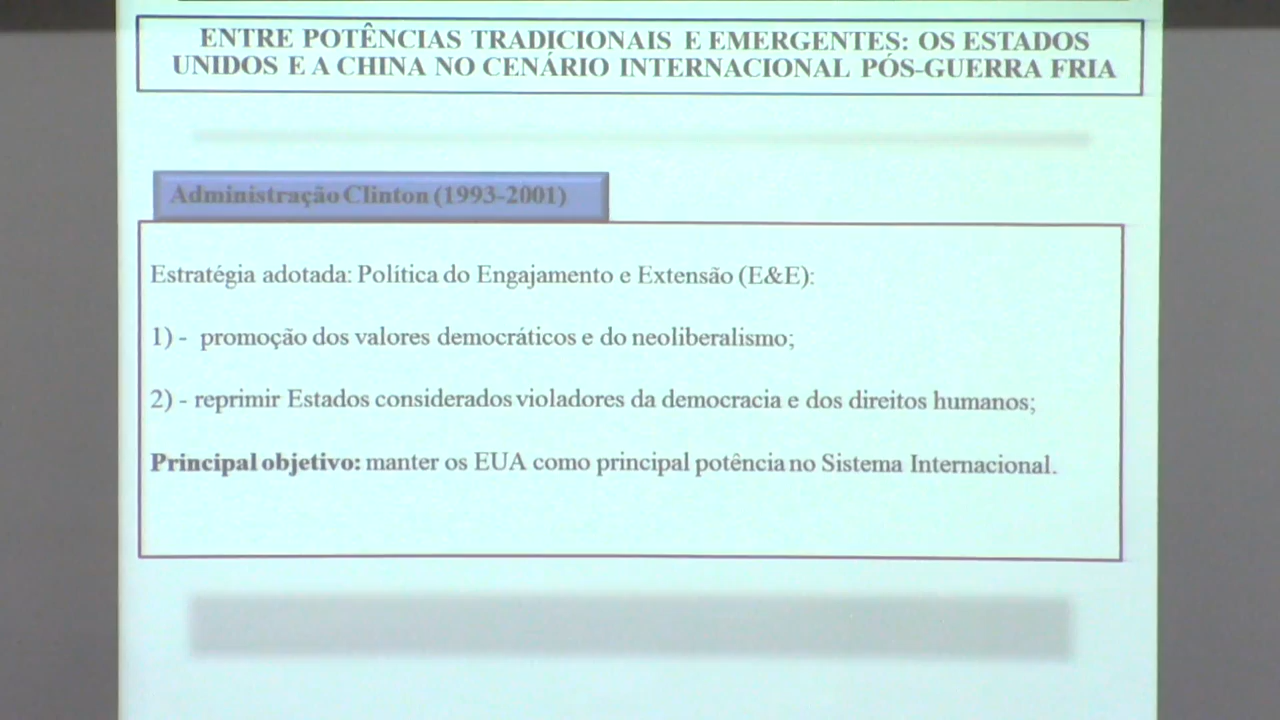 ENTRE POTÊNCIAS TRADICIONAIS E EMERGENTES: OS ESTADOS
UNIDOS E A CHINA NO CENÁRIO INTERNACIONAL PÓS-GUERRA FRIA
Administração Clinton (1993-2001)
Estratégia adotada: Política do Engajamento e Extensão (E&E):
1) - promoção dos valores democráticos e do neoliberalismo;
2) - reprimir Estados considerados violadores da democracia e dos direitos humanos;
Principal objetivo: manter os EUA como principal potência no Sistema Internacional.